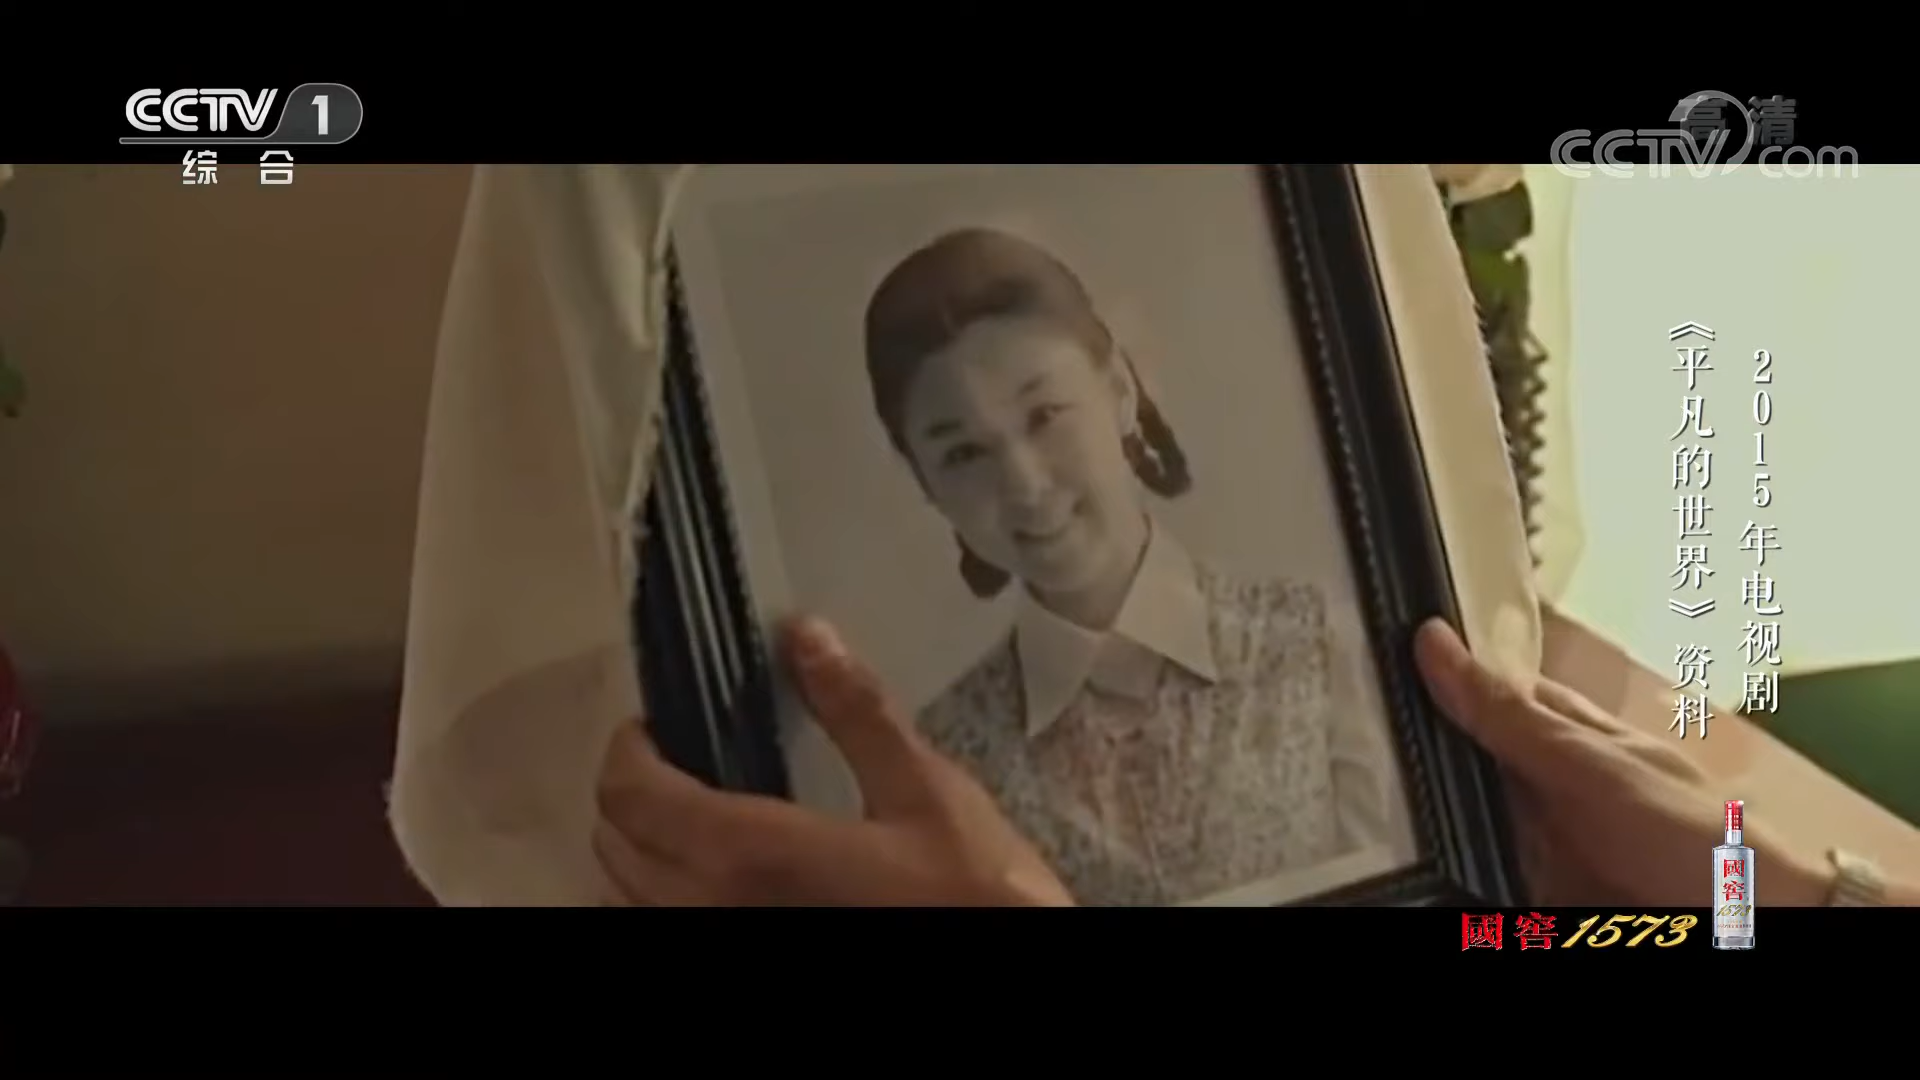 CCTV 1
综合
高清
CCTV.com
2015年电视剧
《平凡的世界》资料
國窖1573
國窖
1573